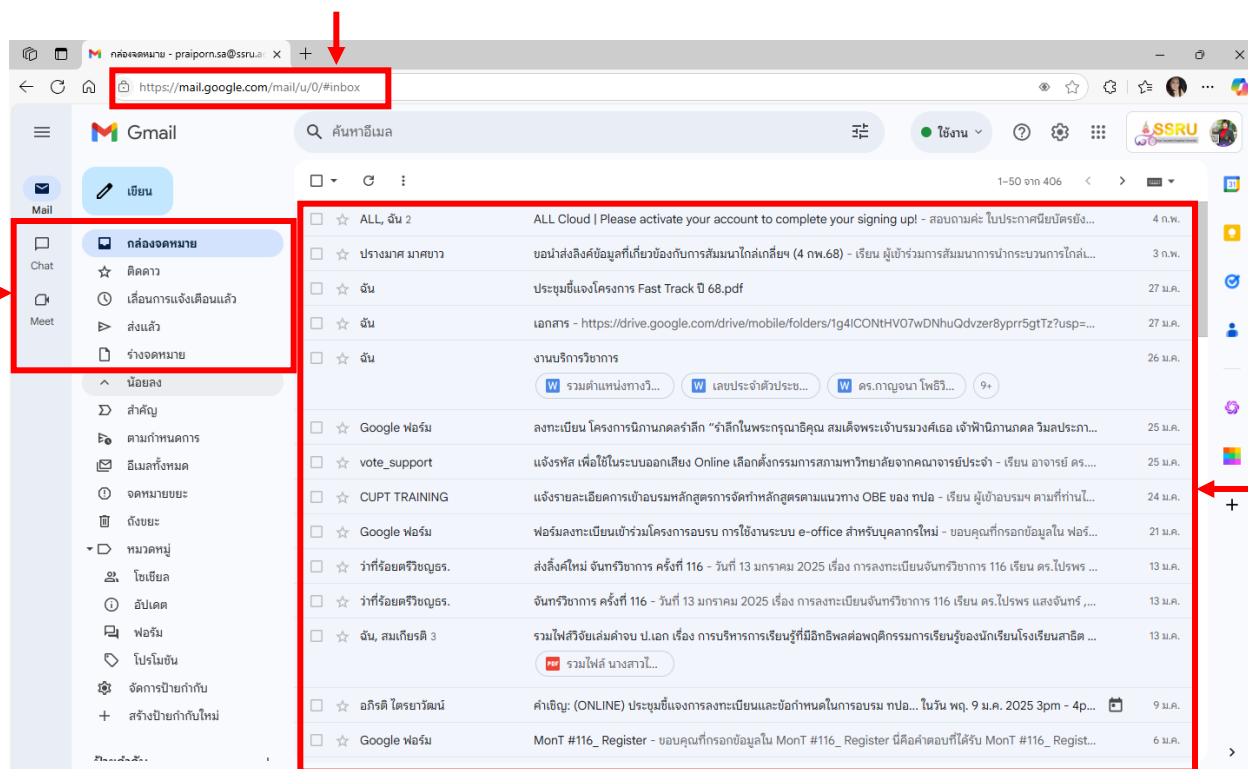 กล่องจดหมาย - praiporn.sa@ssru.ac
https://mail.google.com/mail/u/0/#inbox
Gmail
ค้นหาอีเมล
ใช้งาน
SSRU
Mail
Chat
Meet
เขียน
กล่องจดหมาย
ติดดาว
เลื่อนการแจ้งเตือนแล้ว
ส่งแล้ว
ร่างจดหมาย
น้อยลง
สำคัญ
ตามกำหนดการ
อีเมลทั้งหมด
จดหมายขยะ
ถังขยะ
หมวดหมู่
โซเชียล
อัปเดต
ฟอรัม
โปรโมชัน
จัดการป้ายกำกับ
สร้างป้ายกำกับใหม่
1-50 จาก 406
31
ALL, ฉัน 2 ALL Cloud | Please activate your account to complete your signing up! - สอบถามค่ะ ใบประกาศนียบัตรยัง... 4 ก.พ.
ปรางมาศ มาศขาว ขอนำส่งลิงค์ข้อมูลที่เกี่ยวข้องกับการสัมมนาไกล่เกลี่ยฯ (4 กพ.68) - เรียน ผู้เข้าร่วมการสัมมนาการนำกระบวนการไกล่เ... 3 ก.พ.
ฉัน ประชุมชี้แจงโครงการ Fast Track ปี 68.pdf 27 ม.ค.
ฉัน เอกสาร - https://drive.google.com/drive/mobile/folders/1g4ICONtHV07wDNhuQdvzer8yprr5gtTz?usp=... 27 ม.ค.
ฉัน งานบริการวิชาการ 26 ม.ค.
W รวมตำแหน่งทางวิ... W เลขประจำตัวประช... W ดร.กาญจนา โพธิวิ... 9+
Google ฟอร์ม ลงทะเบียน โครงการนิภานภดลรำลึก “รำลึกในพระกรุณาธิคุณ สมเด็จพระเจ้าบรมวงศ์เธอ เจ้าฟ้านิภานภดล วิมลประภา... 25 ม.ค.
vote_support แจ้งรหัส เพื่อใช้ในระบบออกเสียง Online เลือกตั้งกรรมการสภามหาวิทยาลัยจากคณาจารย์ประจำ - เรียน อาจารย์ ดร.... 25 ม.ค.
CUPT TRAINING แจ้งรายละเอียดการเข้าอบรมหลักสูตรการจัดทำหลักสูตรตามแนวทาง OBE ของ ทปอ - เรียน ผู้เข้าอบรมฯ ตามที่ท่านไ... 24 ม.ค.
Google ฟอร์ม ฟอร์มลงทะเบียนเข้าร่วมโครงการอบรบ การใช้งานระบบ e-office สำหรับบุคลากรใหม่ - ขอบคุณที่กรอกข้อมูลใน ฟอร์... 21 ม.ค.
ว่าที่ร้อยตรีวิชญธร. ส่งลิ้งค์ใหม่ จันทร์วิชาการ ครั้งที่ 116 - วันที่ 13 มกราคม 2025 เรื่อง การลงทะเบียนจันทร์วิชาการ 116 เรียน ดร.ไปรพร ... 13 ม.ค.
ว่าที่ร้อยตรีวิชญธร. จันทร์วิชาการ ครั้งที่ 116 - วันที่ 13 มกราคม 2025 เรื่อง การลงทะเบียนจันทร์วิชาการ 116 เรียน ดร.ไปรพร แสงจันทร์ ,... 13 ม.ค.
ฉัน, สมเกียรติ 3 รวมไฟล์วิจัยเล่มดำจบ ป.เอก เรื่อง การบริหารการเรียนรู้ที่มีอิทธิพลต่อพฤติกรรมการเรียนรู้ของนักเรียนโรงเรียนสาธิต ... 13 ม.ค.
PDF รวมไฟล์ นางสาวไ...
อภิรติ ไตรยาวัฒน์ คำเชิญ: (ONLINE) ประชุมชี้แจงการลงทะเบียนและข้อกำหนดในการอบรม ทปอ... ในวัน พฤ. 9 ม.ค. 2025 3pm - 4p... 9 ม.ค.
Google ฟอร์ม MonT #116_ Register - ขอบคุณที่กรอกข้อมูลใน MonT #116_ Register นี่คือคำตอบที่ได้รับ MonT #116_ Regist... 6 ม.ค.